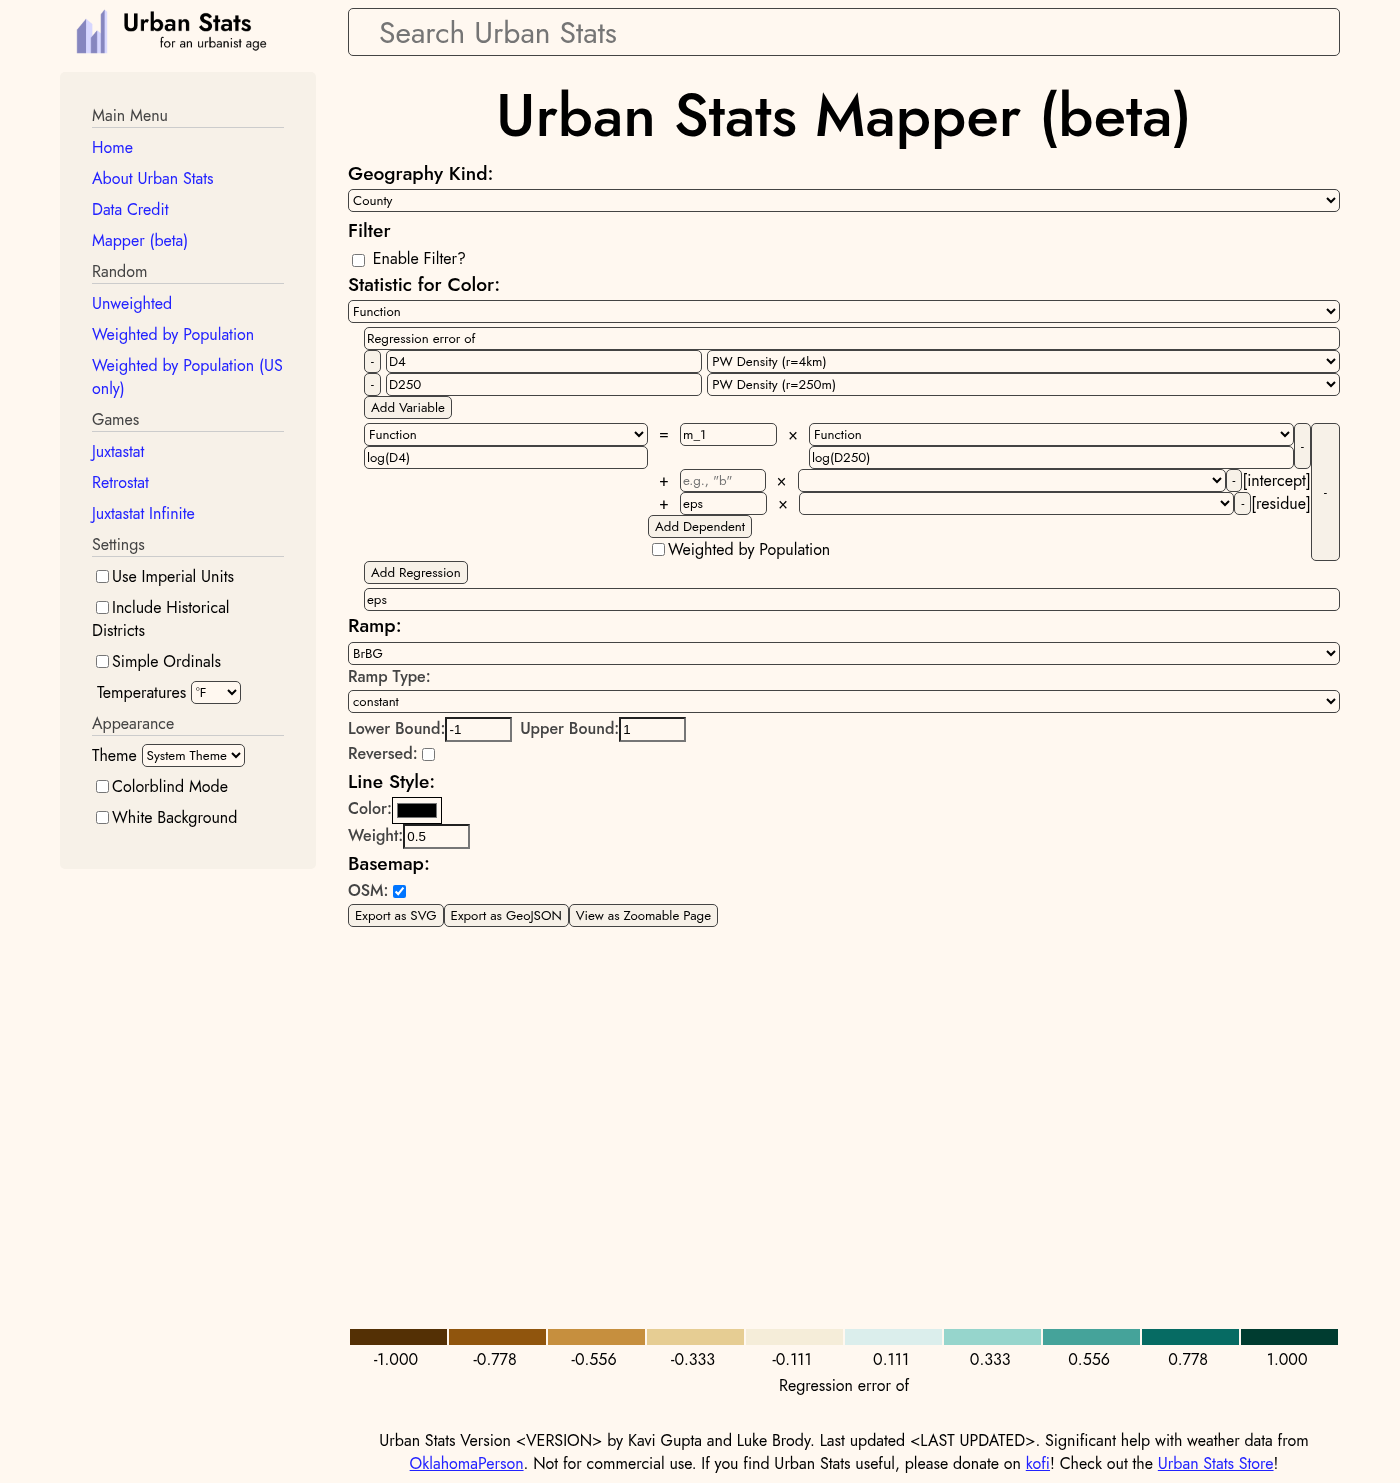 Urban Stats
for an urbanist age
Search Urban Stats
Main Menu
Home
About Urban Stats
Data Credit
Mapper (beta)
Random
Unweighted
Weighted by Population
Weighted by Population (US
only)
Games
Juxtastat
Retrostat
Juxtastat Infinite
Settings
Use Imperial Units
Include Historical
Districts
Simple Ordinals
Temperatures °F
Appearance
Theme System Theme
Colorblind Mode
White Background
Urban Stats Mapper (beta)
Geography Kind:
County
Filter
Enable Filter?
Statistic for Color:
Function
Regression error of
- D4 PW Density (r=4km)
- D250 PW Density (r=250m)
Add Variable
Function = m_1 × Function - -
log(D4) log(D250)
+ e.g., "b" × - [intercept]
+ eps × - [residue]
Add Dependent
Weighted by Population
Add Regression
eps
Ramp:
BrBG
Ramp Type:
constant
Lower Bound: -1 Upper Bound: 1
Reversed:
Line Style:
Color:
Weight: 0.5
Basemap:
OSM:
Export as SVG Export as GeoJSON View as Zoomable Page
-1.000 -0.778 -0.556 -0.333 -0.111 0.111 0.333 0.556 0.778 1.000
Regression error of
Urban Stats Version <VERSION> by Kavi Gupta and Luke Brody. Last updated <LAST UPDATED>. Significant help with weather data from
OklahomaPerson. Not for commercial use. If you find Urban Stats useful, please donate on kofi! Check out the Urban Stats Store!